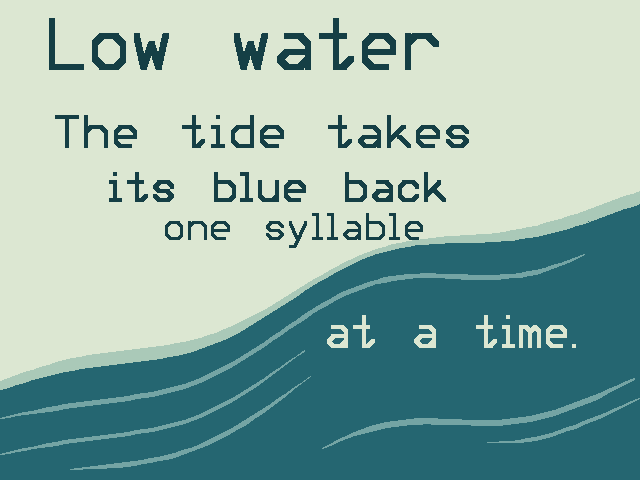 Low water
The tide takes
its blue back
one syllable
at a time.